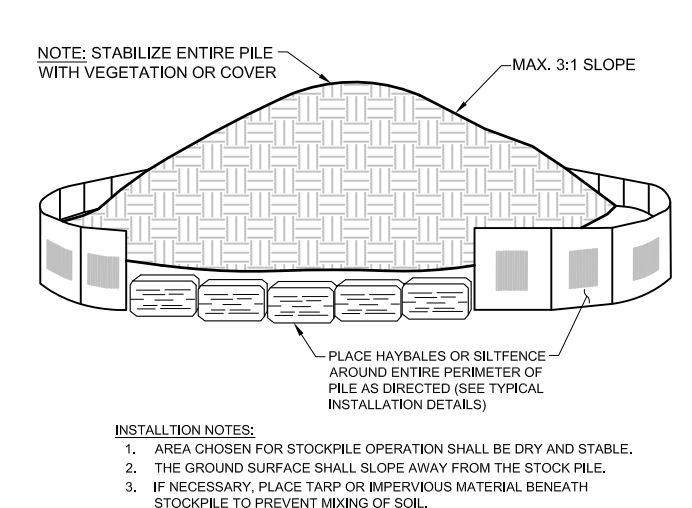 NOTE: STABILIZE ENTIRE PILE
WITH VEGETATION OR COVER
MAX. 3:1 SLOPE
PLACE HAYBALES OR SILTFENCE
AROUND ENTIRE PERIMETER OF
PILE AS DIRECTED (SEE TYPICAL
INSTALLATION DETAILS)
INSTALLTION NOTES:
1. AREA CHOSEN FOR STOCKPILE OPERATION SHALL BE DRY AND STABLE.
2. THE GROUND SURFACE SHALL SLOPE AWAY FROM THE STOCK PILE.
3. IF NECESSARY, PLACE TARP OR IMPERVIOUS MATERIAL BENEATH
STOCKPILE TO PREVENT MIXING OF SOIL.